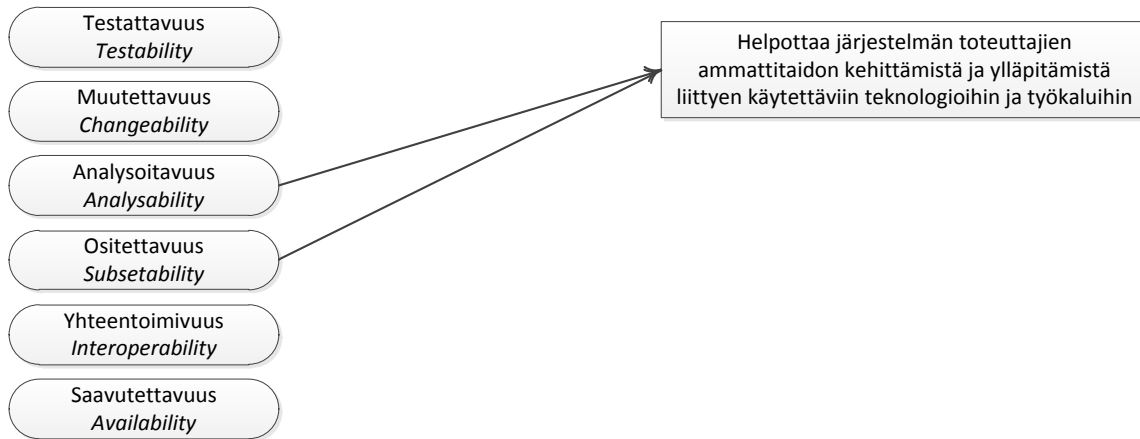 Testattavuus
Testability
Muutettavuus
Changeability
Analysoitavuus
Analysability
Ositettavuus
Subsetability
Yhteentoimivuus
Interoperability
Saavutettavuus
Availability
Helpottaa järjestelmän toteuttajien
ammattitaidon kehittämistä ja ylläpitämistä
liittyen käytettäviin teknologioihin ja työkaluihin